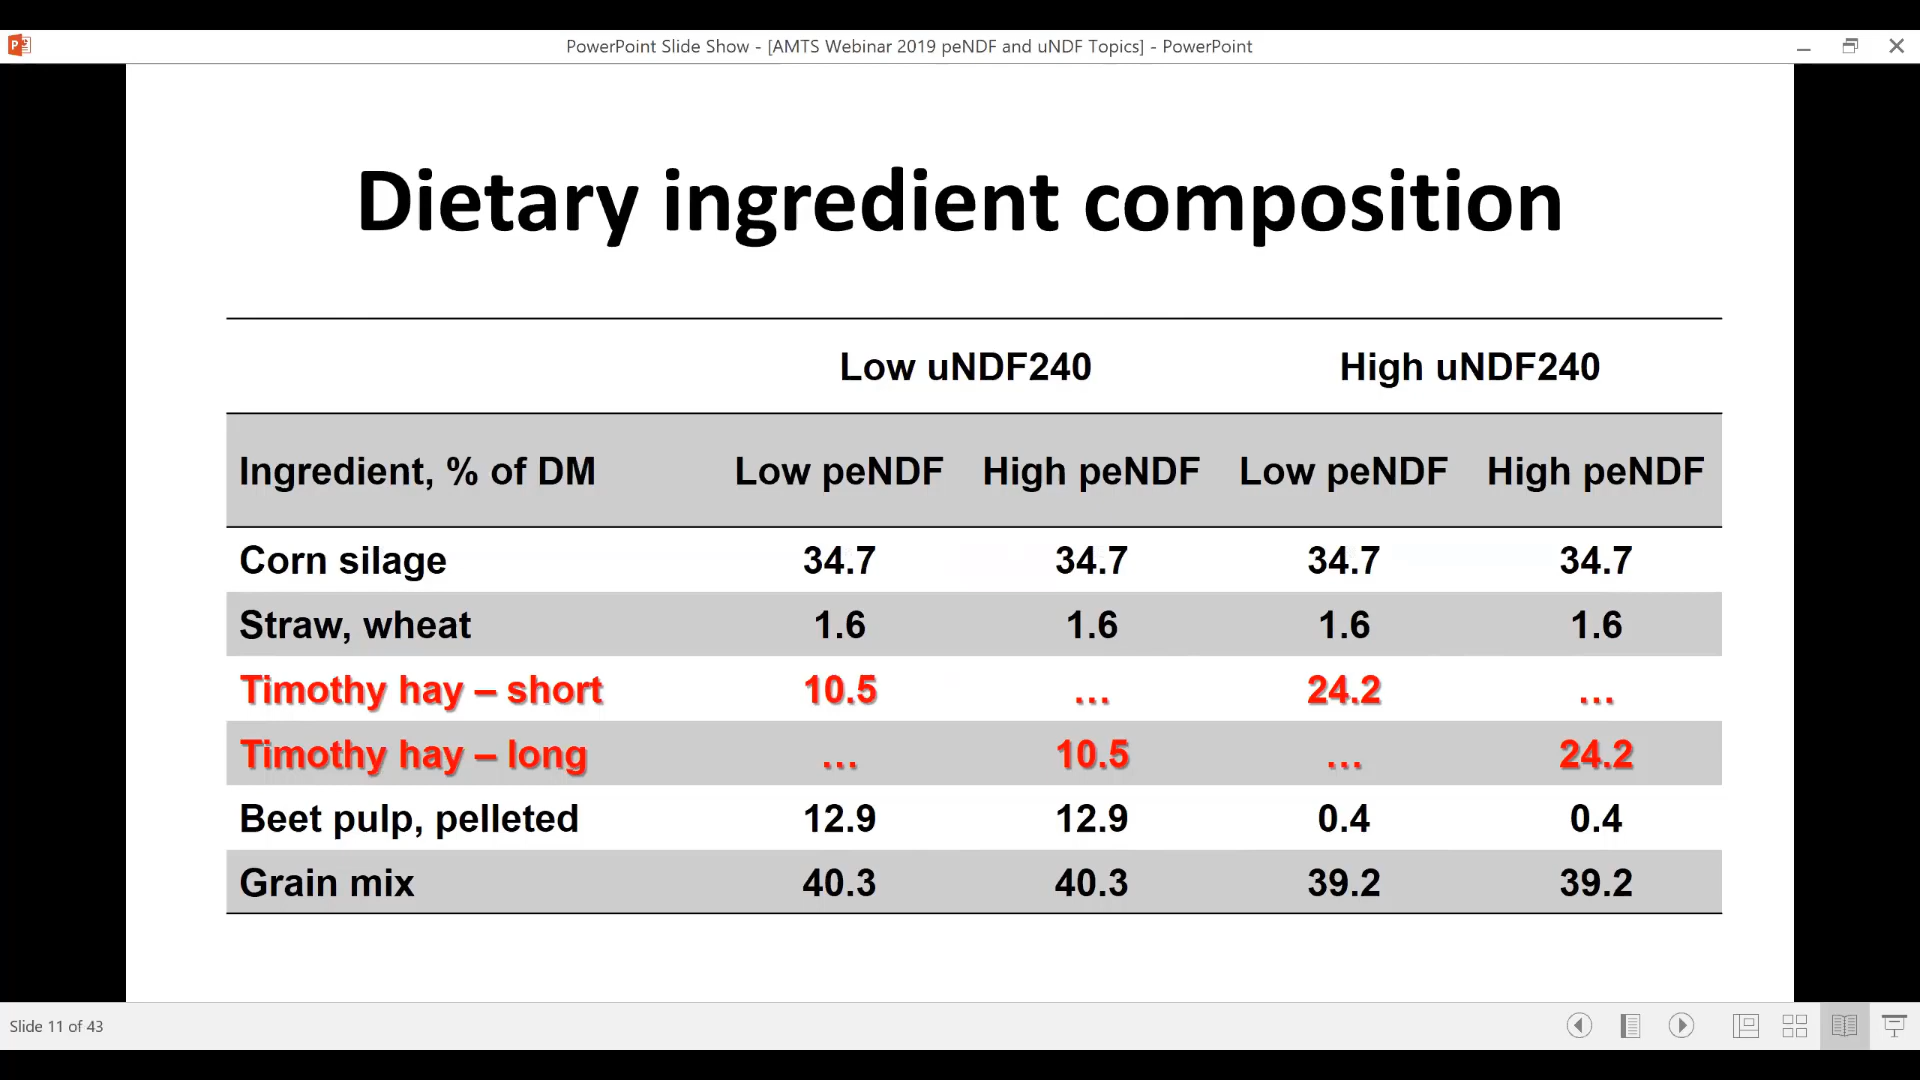 PowerPoint Slide Show - [AMTS Webinar 2019 peNDF and uNDF Topics] - PowerPoint
Dietary ingredient composition
Low uNDF240 High uNDF240
Ingredient, % of DM Low peNDF High peNDF Low peNDF High peNDF
Corn silage 34.7 34.7 34.7 34.7
Straw, wheat 1.6 1.6 1.6 1.6
Timothy hay – short 10.5 … 24.2 …
Timothy hay – long … 10.5 … 24.2
Beet pulp, pelleted 12.9 12.9 0.4 0.4
Grain mix 40.3 40.3 39.2 39.2
Slide 11 of 43